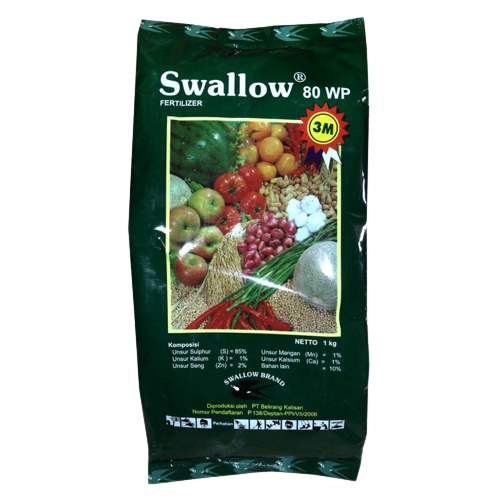 Swallow® 80 WP
FERTILIZER
3M
NETTO 1 kg
Komposisi
Unsur Sulphur (S) = 85%
Unsur Kalium (K) = 1%
Unsur Seng (Zn) = 2%
Unsur Mangan (Mn) = 1%
Unsur Kalsium (Ca) = 1%
Bahan lain = 10%
SWALLOW BRAND
Diproduksi oleh : PT Belirang Kalisari
Nomor Pendaftaran : P.138/Deptan-PPI/VII/2006
Perhatian